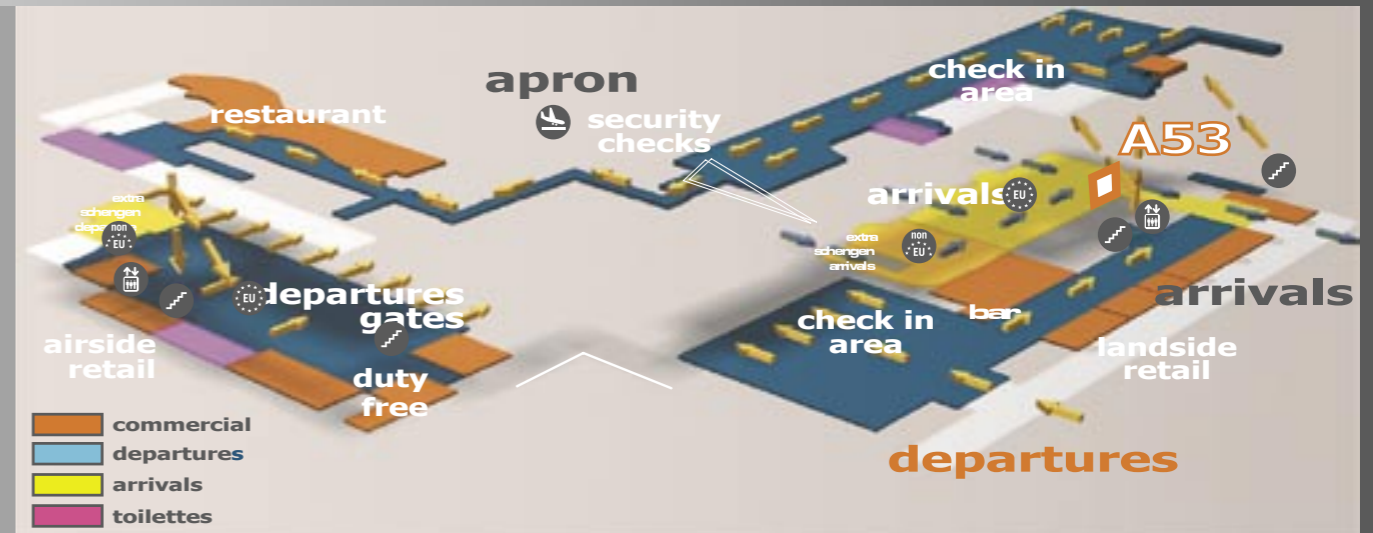 apron
check in
area
restaurant
security
checks
A53
arrivals
EU
extra
schengen
non
EU
extra
schengen
arrivals
non
EU
departures
gates
EU
arrivals
bar
check in
area
airside
retail
landside
retail
duty
free
commercial
departures
arrivals
toilettes
departures